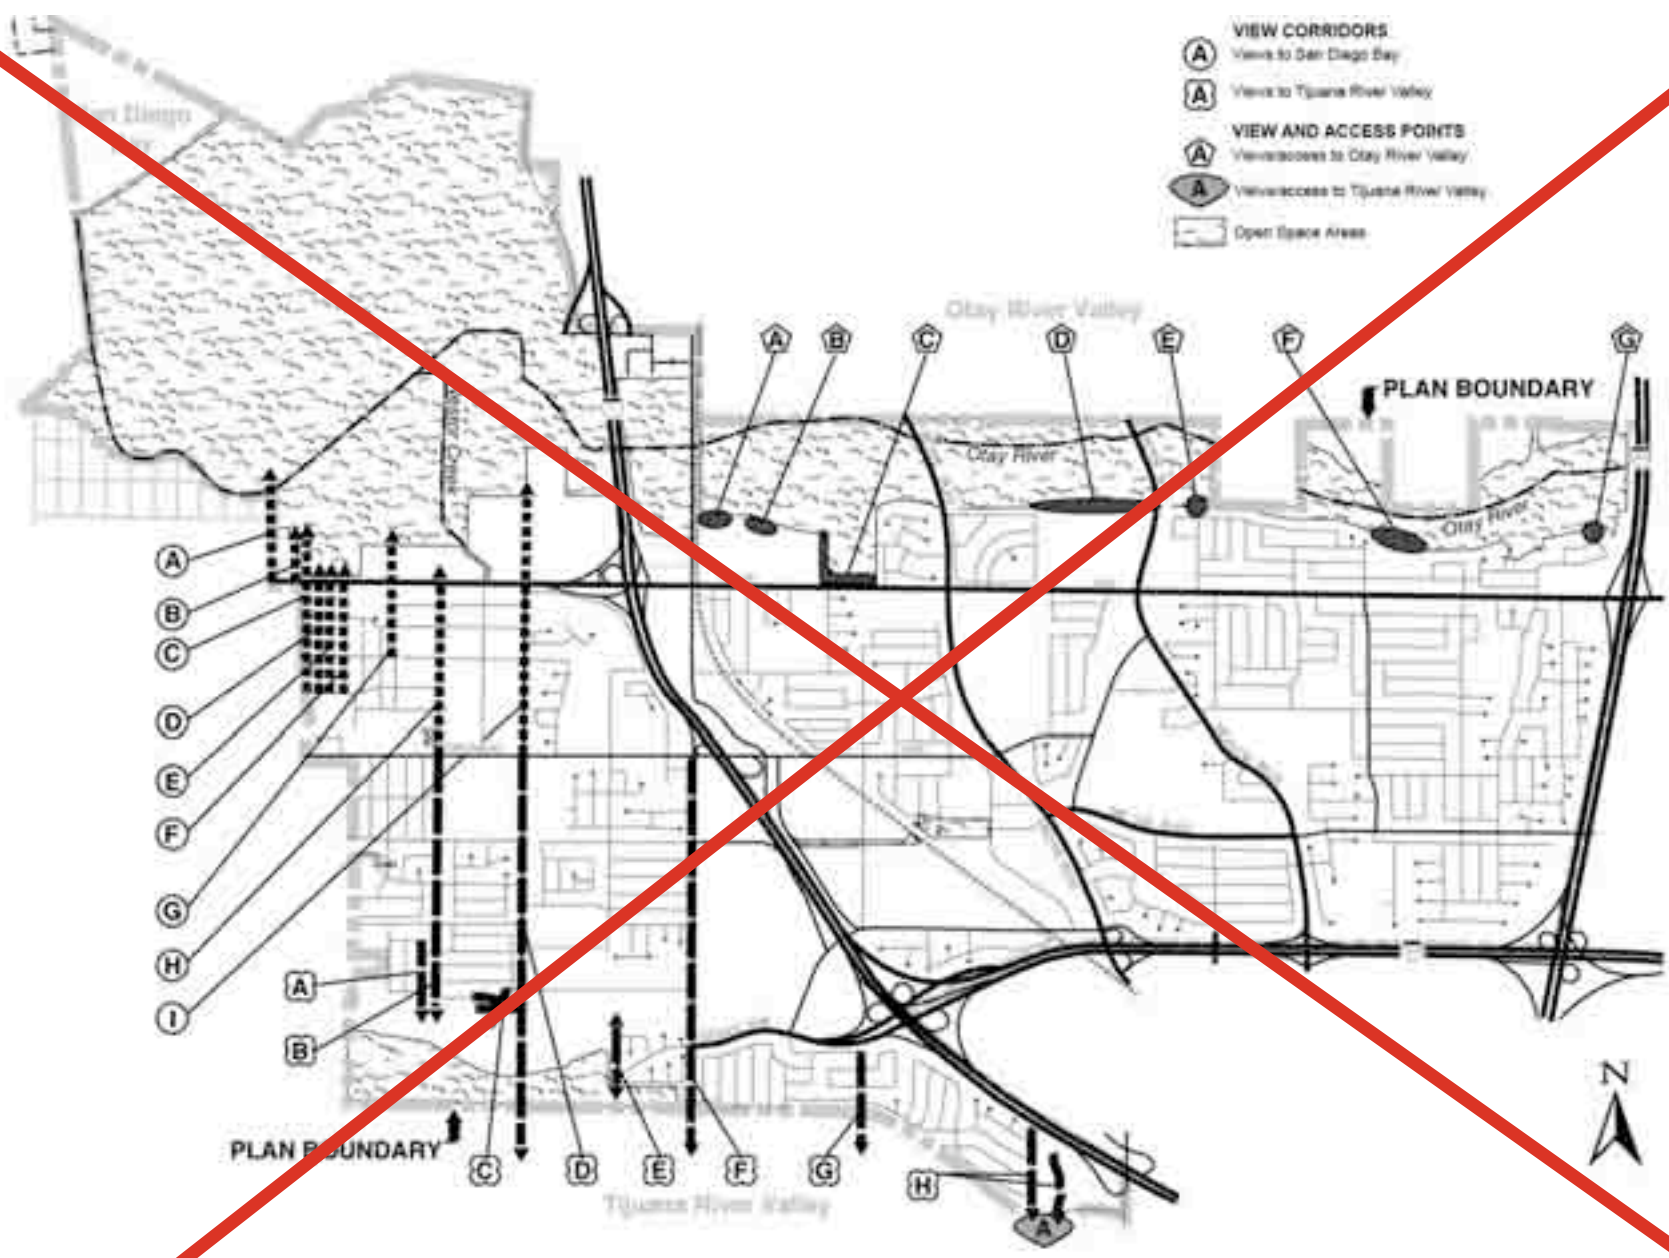 VIEW CORRIDORS
A Views to San Diego Bay
A Views to Tijuana River Valley
VIEW AND ACCESS POINTS
A Views/access to Otay River Valley
A Views/access to Tijuana River Valley
Open Space Areas
Diego
Otay River Valley
A B C D E F G
PLAN BOUNDARY
Otay River
Otay River
A
B
C
D
E
F
G
H
I
A
B
PLAN BOUNDARY
C D E F G H
A
Tijuana River Valley
N